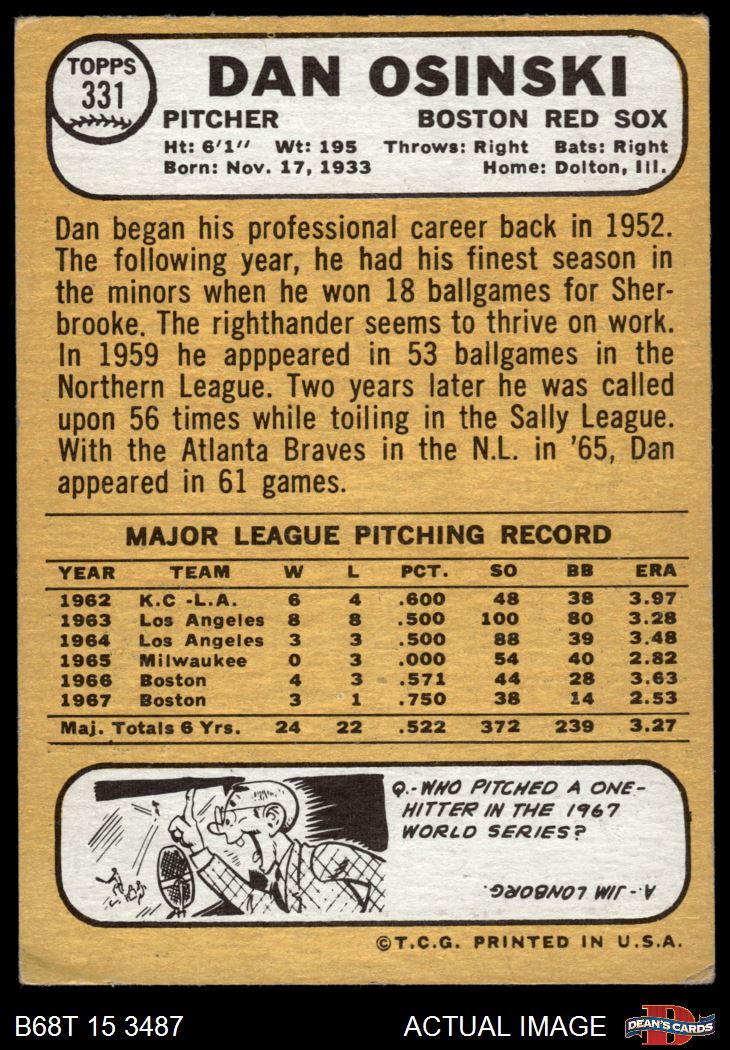 TOPPS
331
DAN OSINSKI
PITCHER BOSTON RED SOX
Ht: 6'1" Wt: 195 Throws: Right Bats: Right
Born: Nov. 17, 1933 Home: Dolton, Ill.
Dan began his professional career back in 1952.
The following year, he had his finest season in
the minors when he won 18 ballgames for Sher-
brooke. The righthander seems to thrive on work.
In 1959 he apppeared in 53 ballgames in the
Northern League. Two years later he was called
upon 56 times while toiling in the Sally League.
With the Atlanta Braves in the N.L. in '65, Dan
appeared in 61 games.
MAJOR LEAGUE PITCHING RECORD
YEAR TEAM W L PCT. SO BB ERA
1962 K.C -L.A. 6 4 .600 48 38 3.97
1963 Los Angeles 8 8 .500 100 80 3.28
1964 Los Angeles 3 3 .500 88 39 3.48
1965 Milwaukee 0 3 .000 54 40 2.82
1966 Boston 4 3 .571 44 28 3.63
1967 Boston 3 1 .750 38 14 2.53
Maj. Totals 6 Yrs. 24 22 .522 372 239 3.27
Q.-WHO PITCHED A ONE-
HITTER IN THE 1967
WORLD SERIES?
A.-JIM LONBORG.
©T.C.G. PRINTED IN U.S.A.
B68T 15 3487 ACTUAL IMAGE
D
DEAN'S CARDS